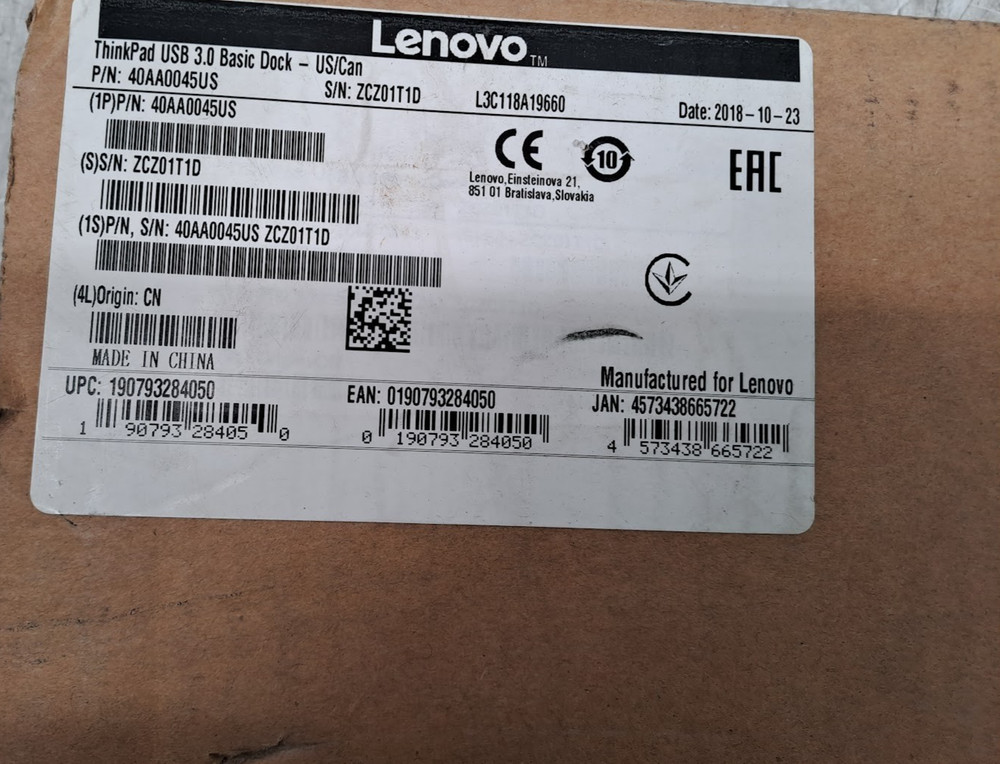 Lenovo™
ThinkPad USB 3.0 Basic Dock - US/Can
P/N: 40AA0045US S/N: ZCZ01T1D L3C118A19660 Date: 2018-10-23
(1P)P/N: 40AA0045US
CE 10 EAC
Lenovo,Einsteinova 21,
851 01 Bratislava,Slovakia
(S)S/N: ZCZ01T1D
(1S)P/N, S/N: 40AA0045US ZCZ01T1D
(4L)Origin: CN
MADE IN CHINA
Manufactured for Lenovo
UPC: 190793284050 EAN: 0190793284050 JAN: 4573438665722
1 90793 28405 0 0 190793 284050 4 573438 665722